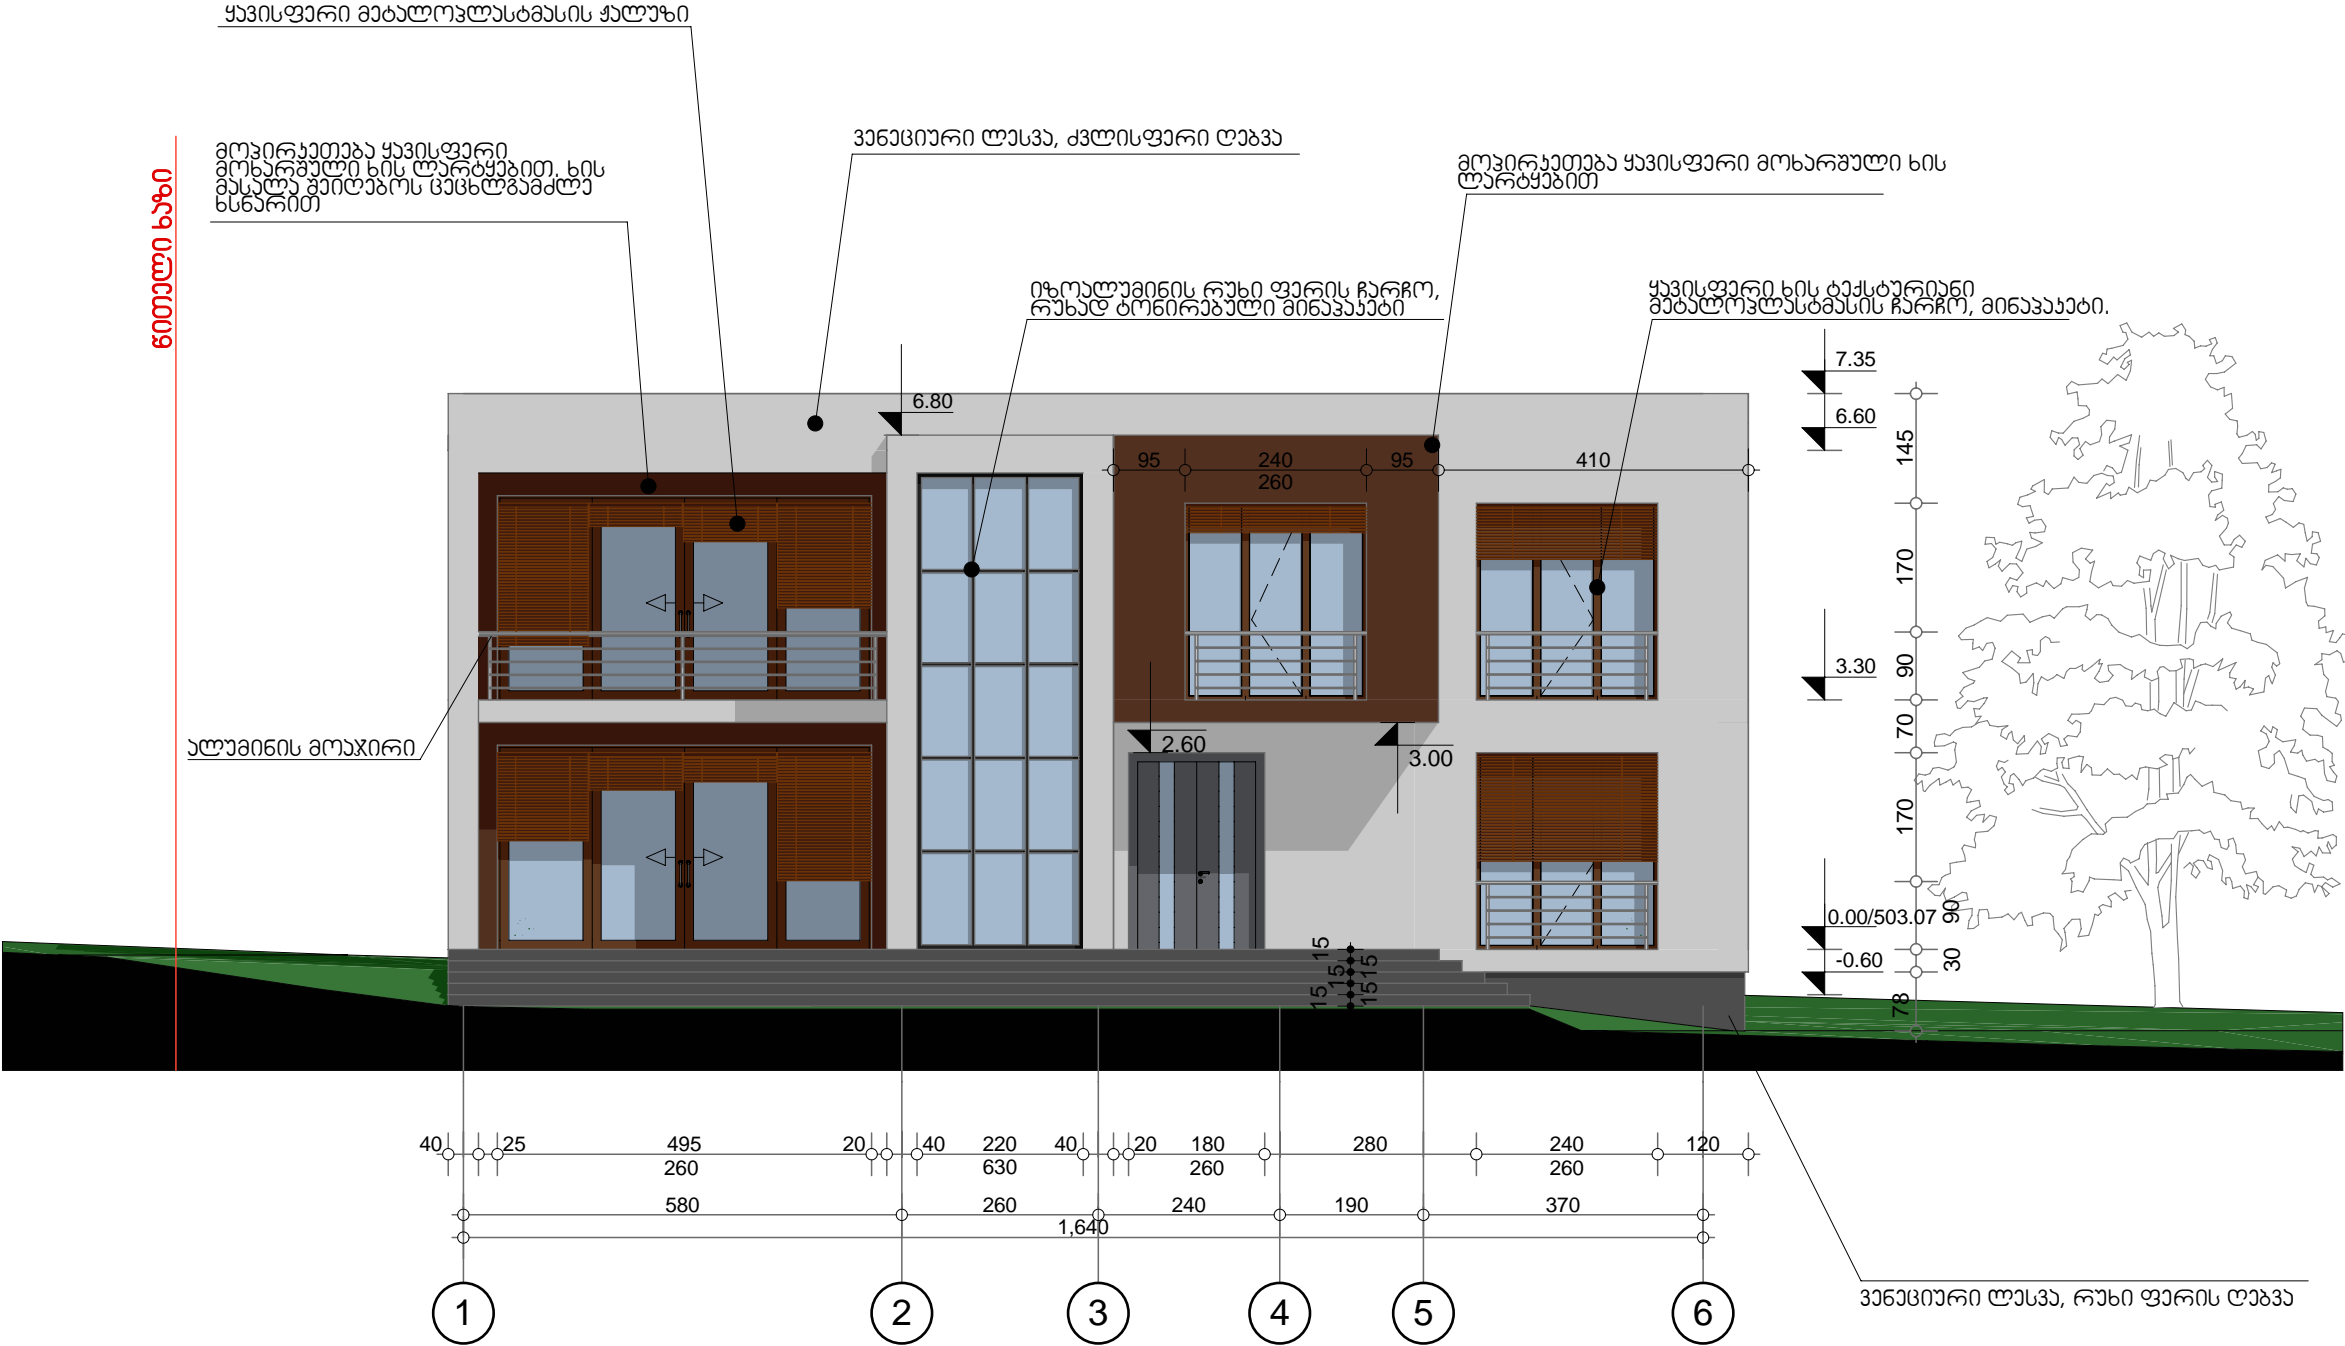 ყავისფერი მეტალოპლასტმასის ჟალუზი
მოპირკეთება ყავისფერი
მოხარშული ხის ლარტყებით. ხის
მასალა შეიღებოს ცეცხლგამძლე
ხსნარით
წითელი ხაზი
ვენეციური ლესვა, ძვლისფერი ღებვა
მოპირკეთება ყავისფერი მოხარშული ხის
ლარტყებით
იზოალუმინის რუხი ფერის ჩარჩო,
რუხად ტონირებული მინაპაკეტი
ყავისფერი ხის ტექსტურიანი
მეტალოპლასტმასის ჩარჩო, მინაპაკეტი.
7.35
6.80
6.60
145
95 240 95 410
260
170
3.30
90
70
ალუმინის მოაჯირი
2.60
3.00
170
0.00/503.07
90
-0.60
30
78
15
15
15
15
15
40 25 495 20 40 220 40 20 180 280 240 120
260 630 260 260
580 260 240 190 370
1,640
1 2 3 4 5 6
ვენეციური ლესვა, რუხი ფერის ღებვა